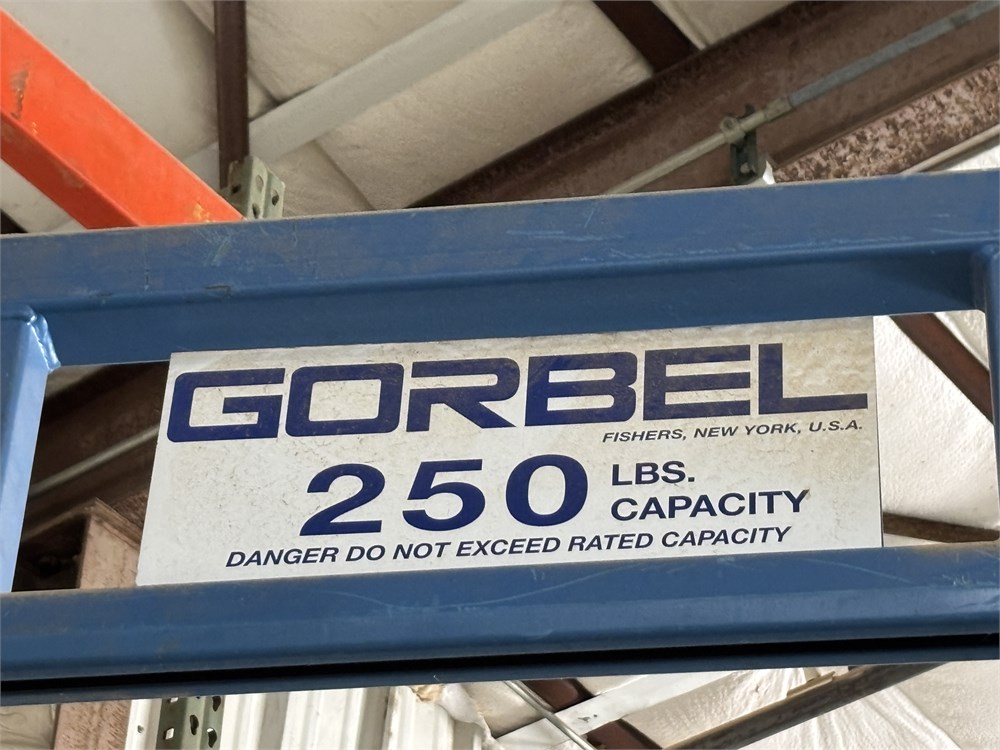 GORBEL
FISHERS, NEW YORK, U.S.A.
250 LBS.
CAPACITY
DANGER DO NOT EXCEED RATED CAPACITY